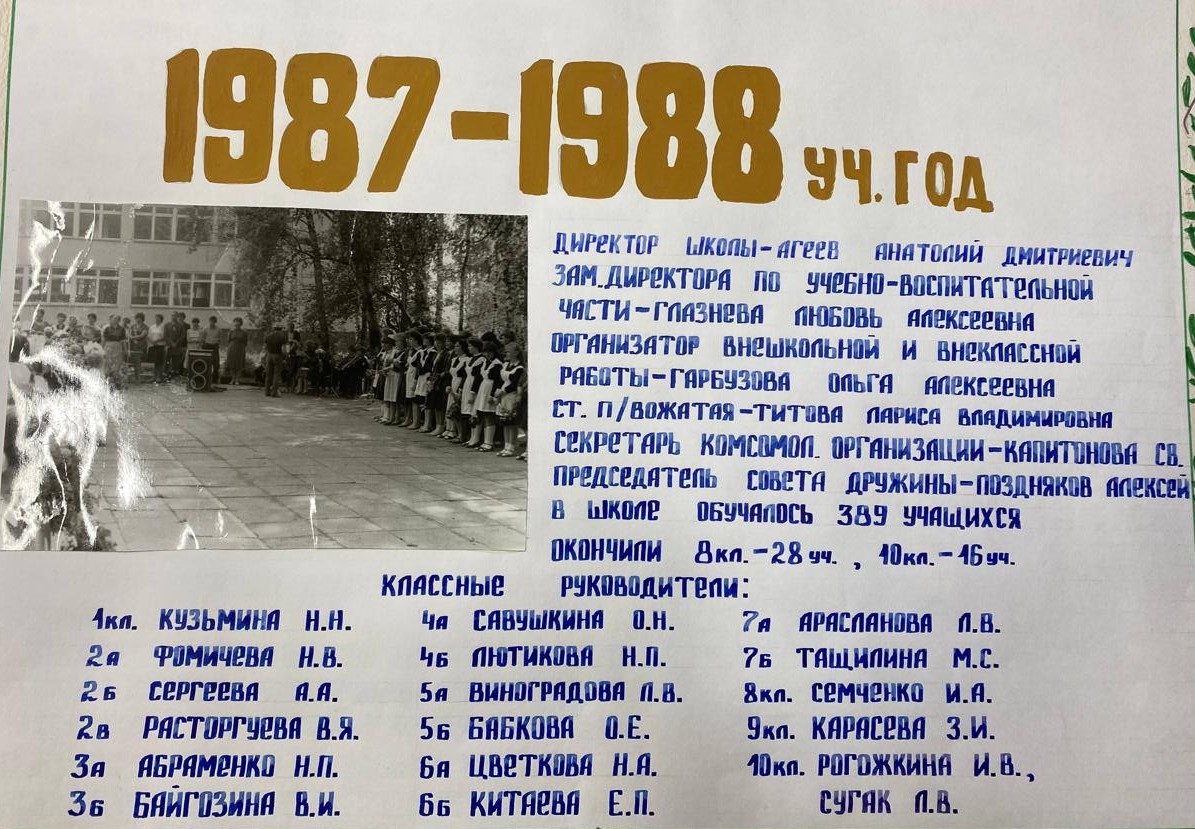 1987-1988 уч. год
Директор школы-Агеев Анатолий Дмитриевич
Зам. директора по учебно-воспитательной
части-Глазнева Любовь Алексеевна
Организатор внешкольной и внеклассной
работы-Гарбузова Ольга Алексеевна
Ст. п/вожатая-Титова Лариса Владимировна
Секретарь комсомол. организации-Капитонова Св.
Председатель совета дружины-Поздняков Алексей
В школе обучалось 389 учащихся
Окончили 8кл.-28 уч. , 10кл.-16 уч.
Классные руководители:
1кл. Кузьмина Н.Н. 4а Савушкина О.Н. 7а Арасланова Л.В.
2а Фомичева Н.В. 4б Лютикова Н.П. 7б Тащилина М.С.
2б Сергеева А.А. 5а Виноградова Л.В. 8кл. Семченко И.А.
2в Расторгуева В.Я. 5б Бабкова О.Е. 9кл. Карасева З.И.
3а Абраменко Н.П. 6а Цветкова Н.А. 10кл. Рогожкина И.В.,
3б Байгозина В.И. 6б Китаева Е.П. Сугак Л.В.